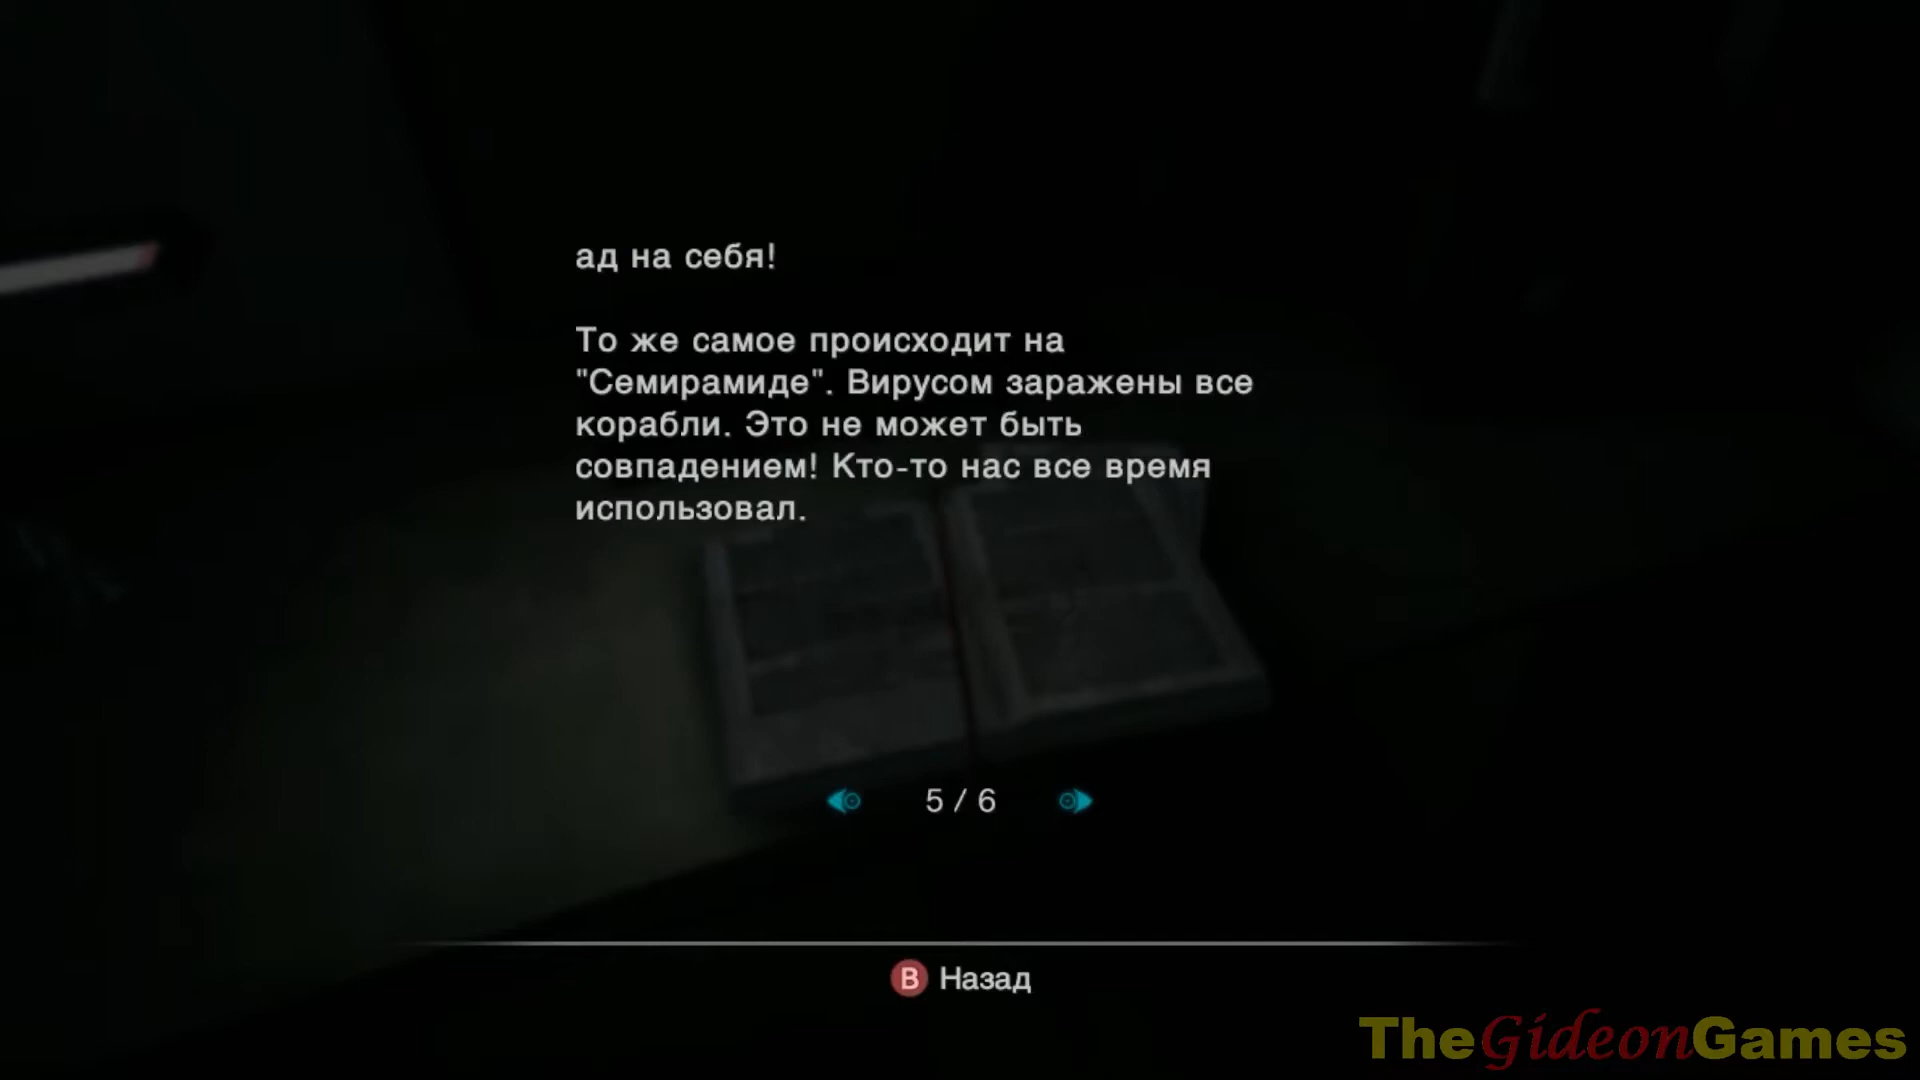 ад на себя!
То же самое происходит на
"Семирамиде". Вирусом заражены все
корабли. Это не может быть
совпадением! Кто-то нас все время
использовал.
5 / 6
B Назад
TheGideonGames